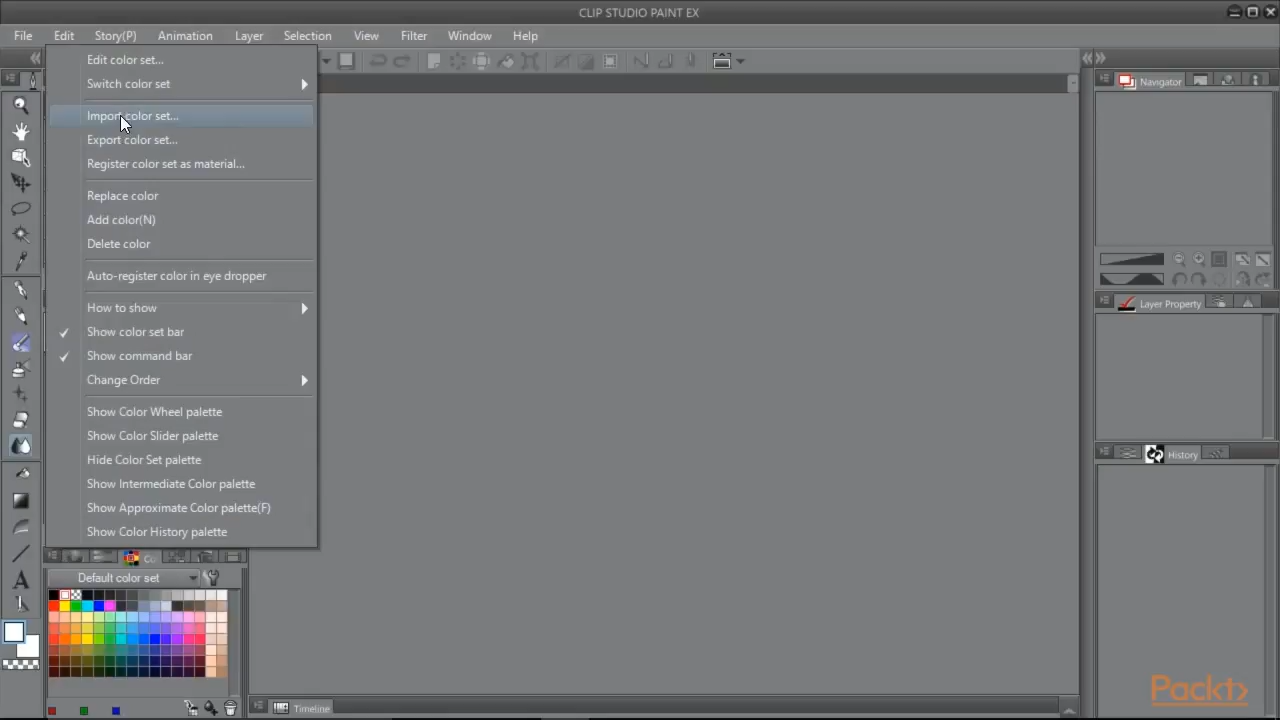 CLIP STUDIO PAINT EX
File Edit Story(P) Animation Layer Selection View Filter Window Help
Edit color set...
Switch color set
Import color set...
Export color set...
Register color set as material...
Replace color
Add color(N)
Delete color
Auto-register color in eye dropper
How to show
Show color set bar
Show command bar
Change Order
Show Color Wheel palette
Show Color Slider palette
Hide Color Set palette
Show Intermediate Color palette
Show Approximate Color palette(F)
Show Color History palette
Co
Default color set
Navigator
Layer Property
History
Timeline
Packt